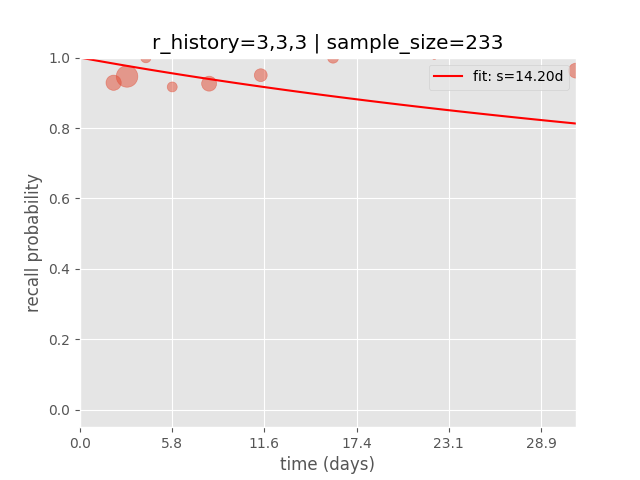 r_history=3,3,3 | sample_size=233
fit: s=14.20d
recall probability
1.0
0.8
0.6
0.4
0.2
0.0
0.0 5.8 11.6 17.4 23.1 28.9
time (days)